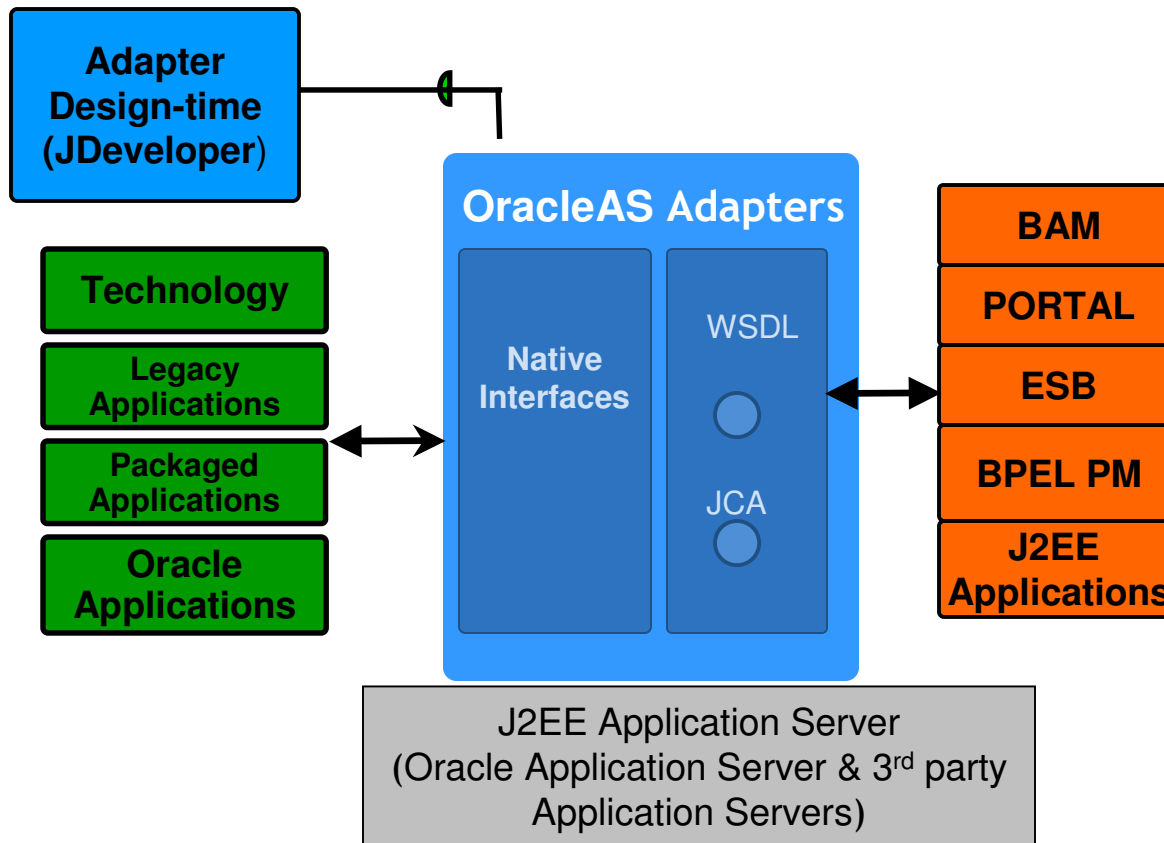 Adapter
Design-time
(JDeveloper)
OracleAS Adapters
Technology
Legacy
Applications
Packaged
Applications
Oracle
Applications
Native
Interfaces
WSDL
JCA
BAM
PORTAL
ESB
BPEL PM
J2EE
Applications
J2EE Application Server
(Oracle Application Server & 3rd party
Application Servers)